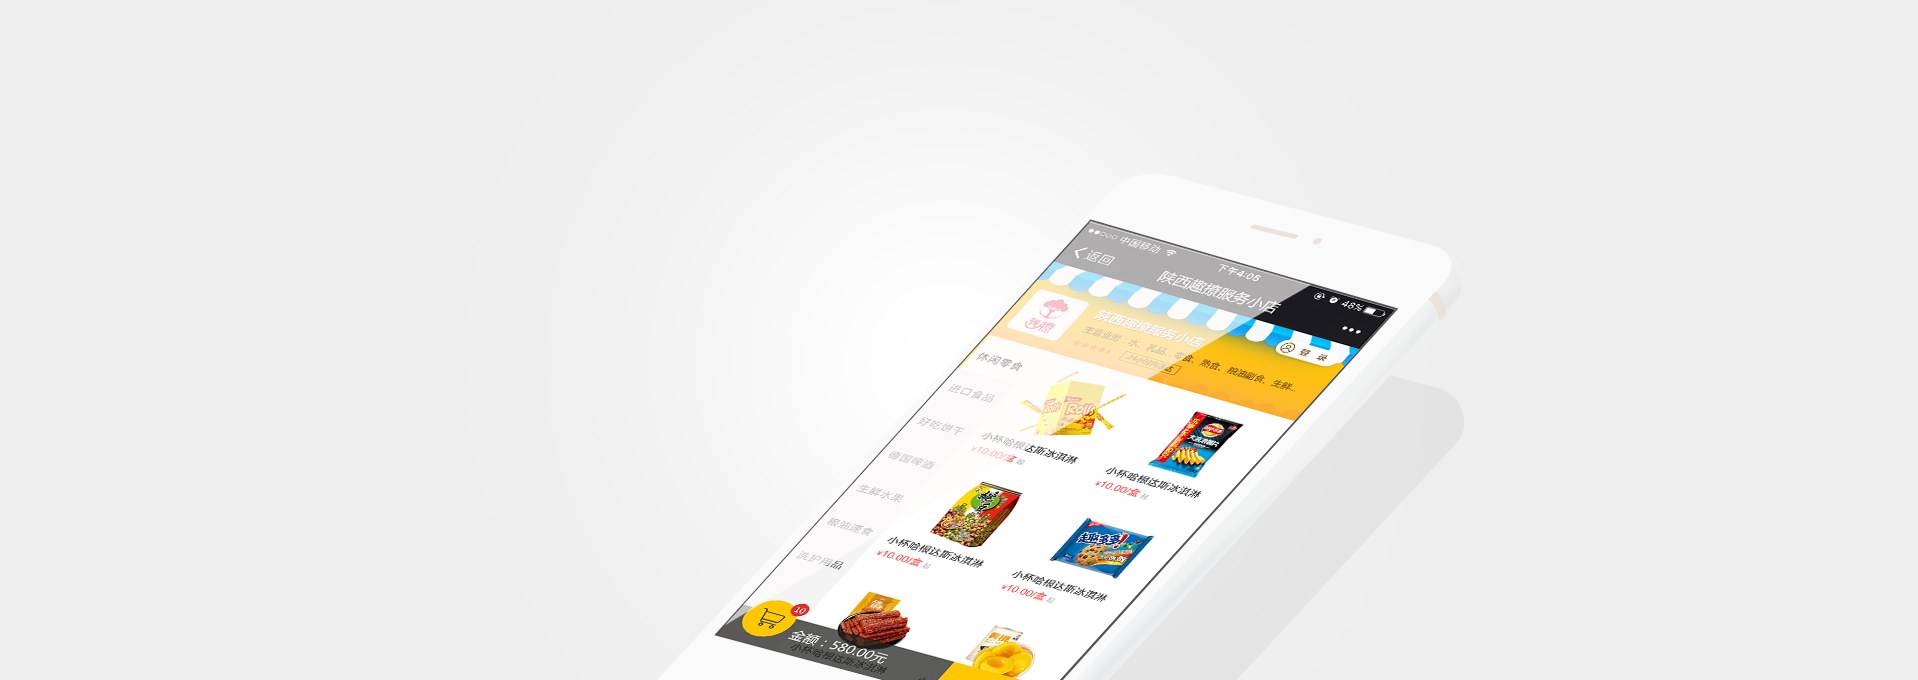 中国移动
下午4:05
48%
返回
陕西趣撩服务小店
陕西趣撩服务小店
主营业务：水、乳品、零食、熟食、粮油副食、生鲜...
登 录
休闲零食
进口食品
好吃饼干
德国啤酒
生鲜水果
粮油速食
洗护用品
小杯哈根达斯冰淇淋
¥10.00/盒 起
小杯哈根达斯冰淇淋
¥10.00/盒 起
小杯哈根达斯冰淇淋
¥10.00/盒 起
趣多多!
小杯哈根达斯冰淇淋
¥10.00/盒 起
10
金额：580.00元
小杯哈根达斯冰淇淋